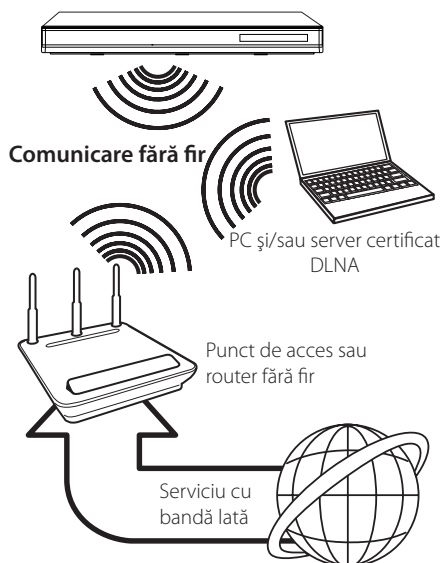 Comunicare fără fir
PC şi/sau server certificat
DLNA
Punct de acces sau
router fără fir
Serviciu cu
bandă lată